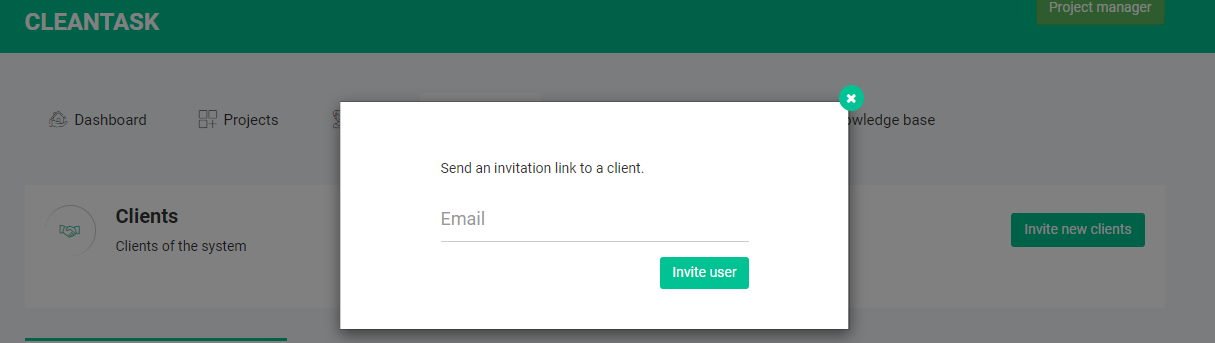 CLEANTASK
Project manager
Dashboard
Projects
wledge base
Send an invitation link to a client.
Email
Invite user
Clients
Clients of the system
Invite new clients